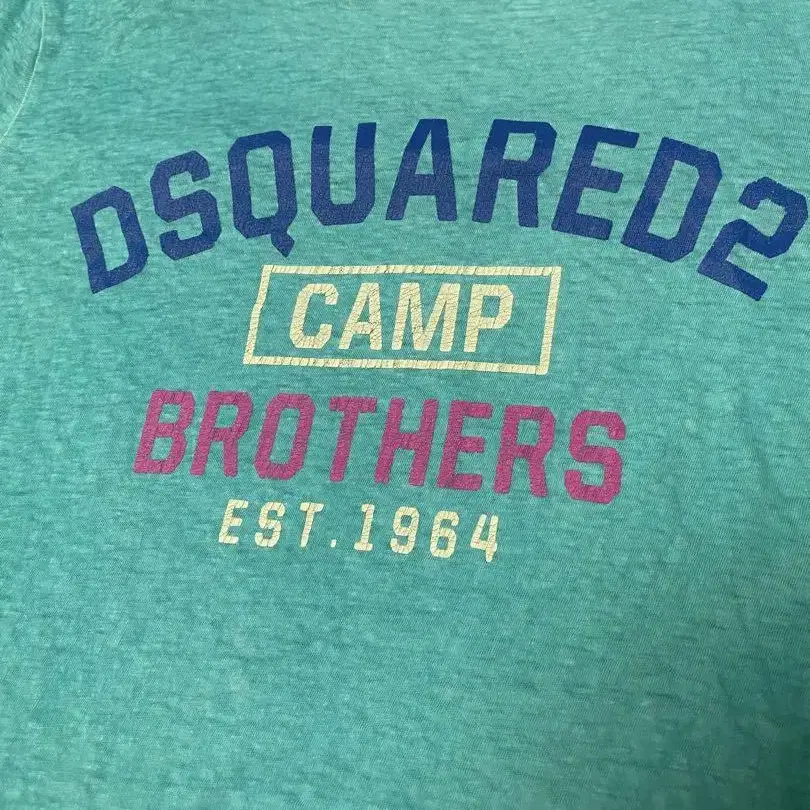 DSQUARED2
CAMP
BROTHERS
EST.1964